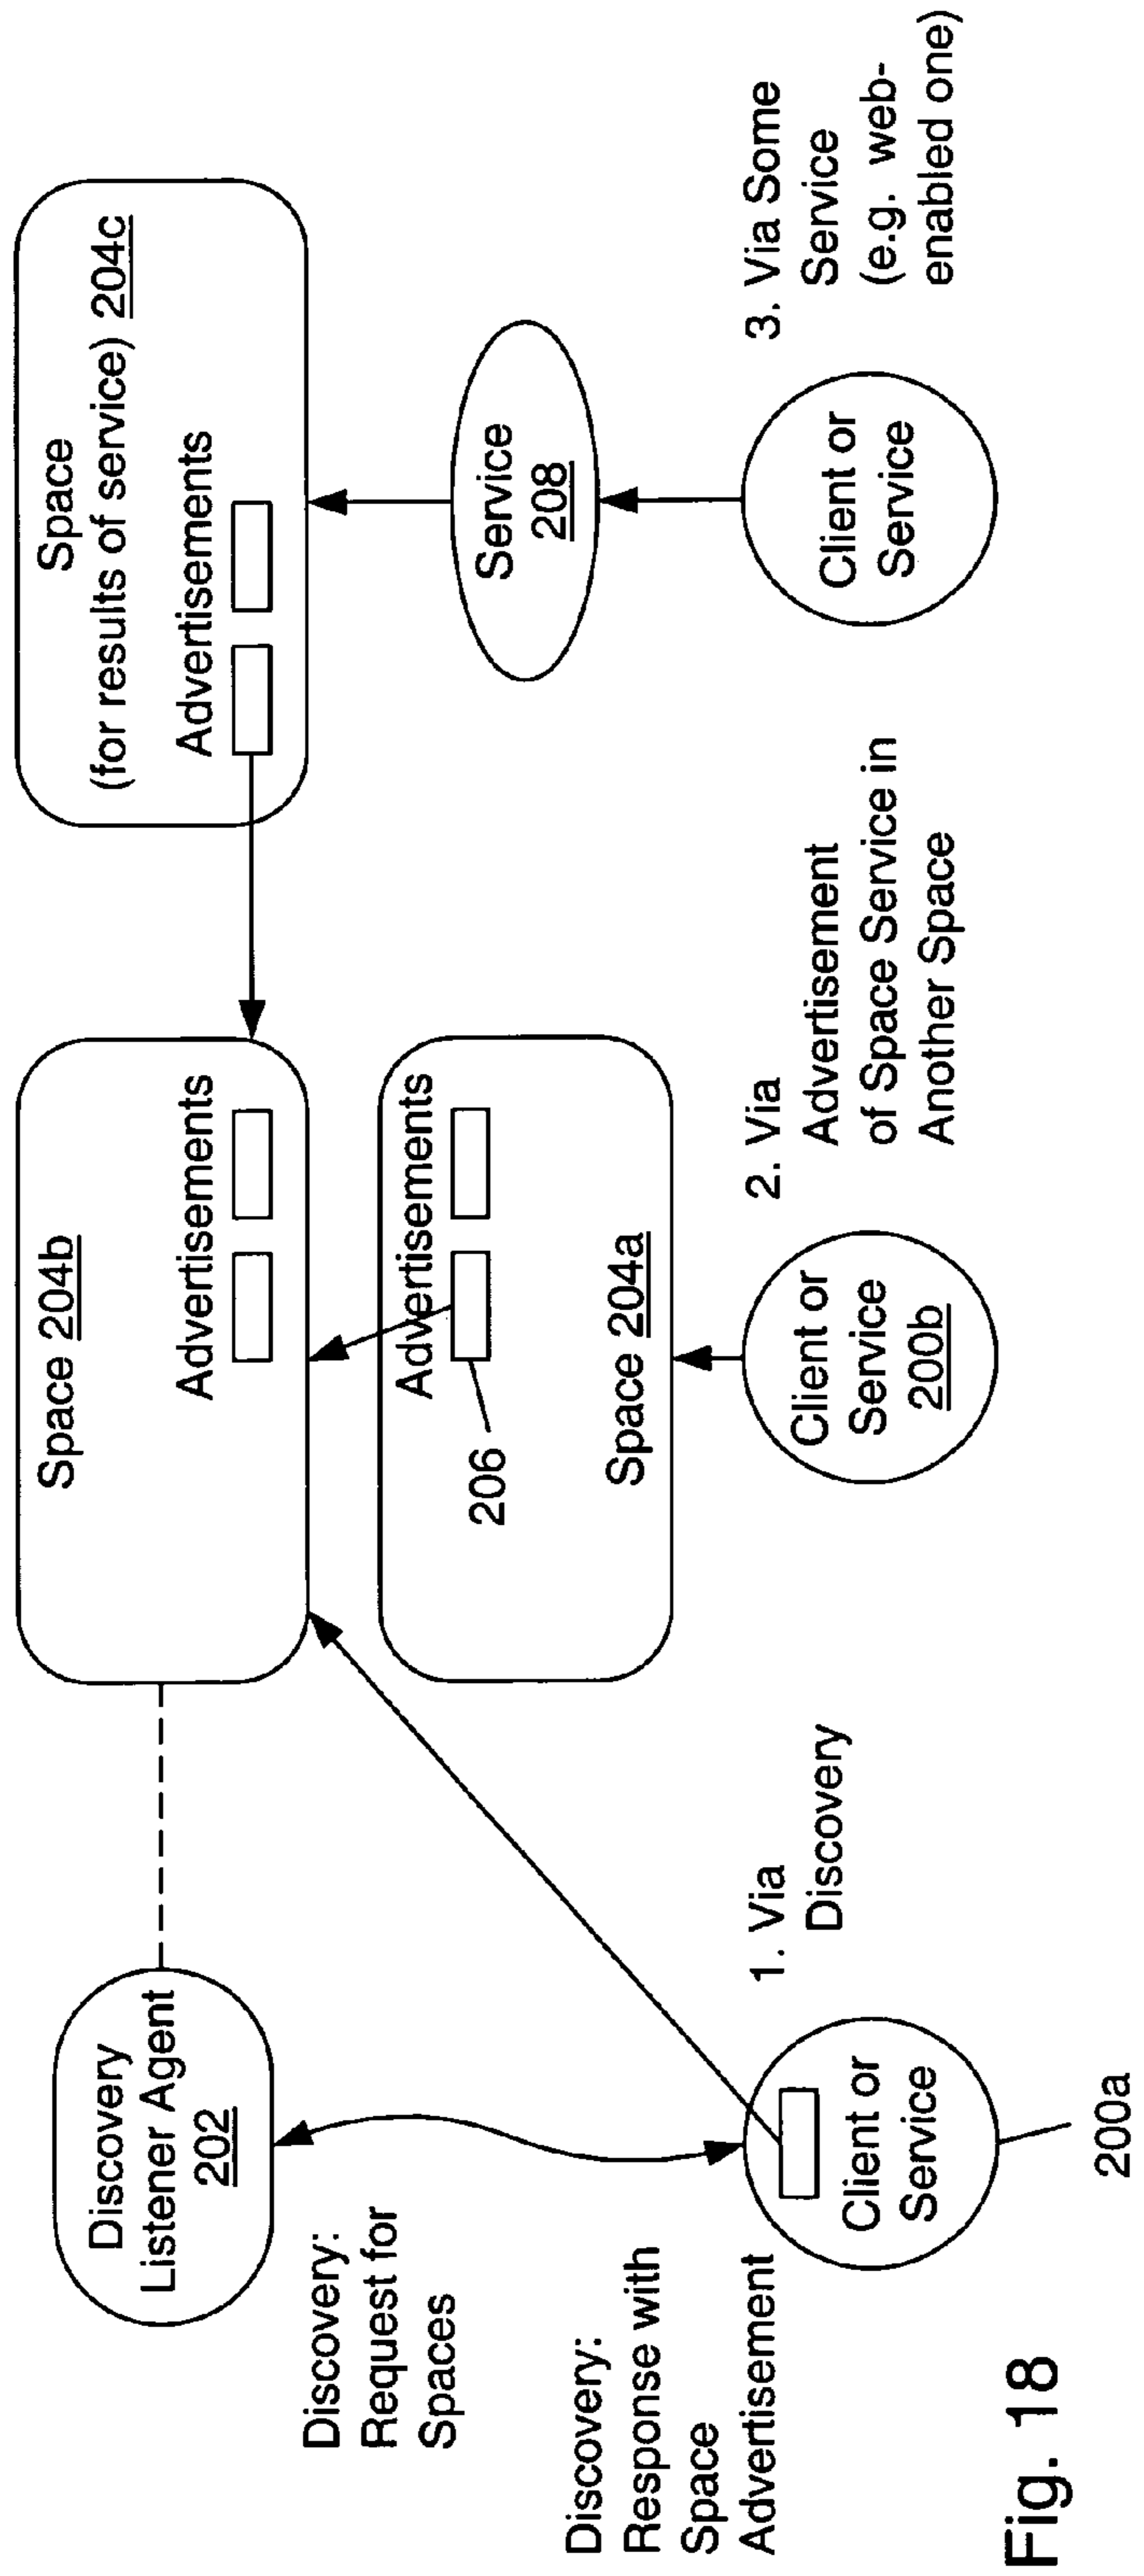 Discovery
Listener Agent
202
Discovery:
Request for
Spaces
Discovery:
Response with
Space
Advertisement
Client or
Service
200a
1. Via
Discovery
Space 204b
Advertisements
Advertisements
206
Space 204a
Client or
Service
200b
2. Via
Advertisement
of Space Service in
Another Space
Space
(for results of service) 204c
Advertisements
Service
208
Client or
Service
3. Via Some
Service
(e.g. web-
enabled one)
Fig. 18